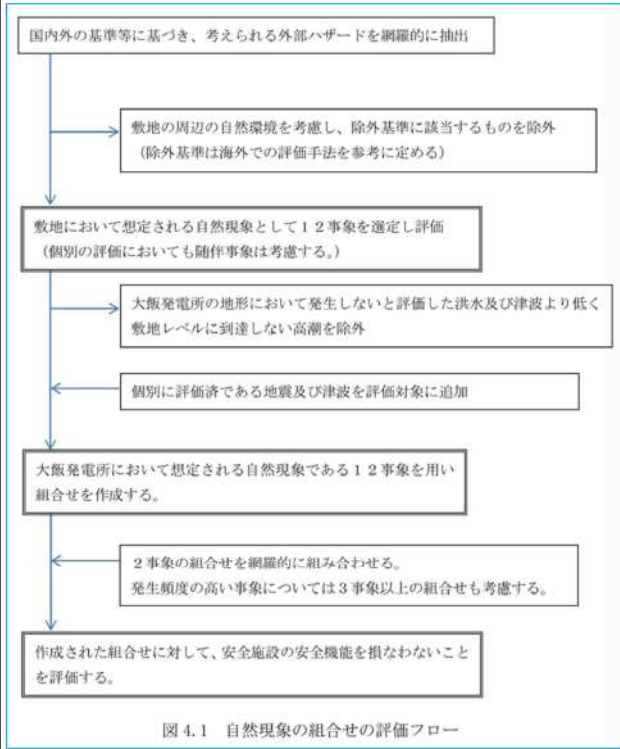 国内外の基準等に基づき、考えられる外部ハザードを網羅的に抽出
敷地の周辺の自然環境を考慮し、除外基準に該当するものを除外
（除外基準は海外での評価手法を参考に定める）
敷地において想定される自然現象として１２事象を選定し評価
（個別の評価においても随伴事象は考慮する。）
大飯発電所の地形において発生しないと評価した洪水及び津波より低く
敷地レベルに到達しない高潮を除外
個別に評価済である地震及び津波を評価対象に追加
大飯発電所において想定される自然現象である１２事象を用い
組合せを作成する。
２事象の組合せを網羅的に組み合わせる。
発生頻度の高い事象については３事象以上の組合せも考慮する。
作成された組合せに対して、安全施設の安全機能を損なわないこと
を評価する。
図 4.1　自然現象の組合せの評価フロー